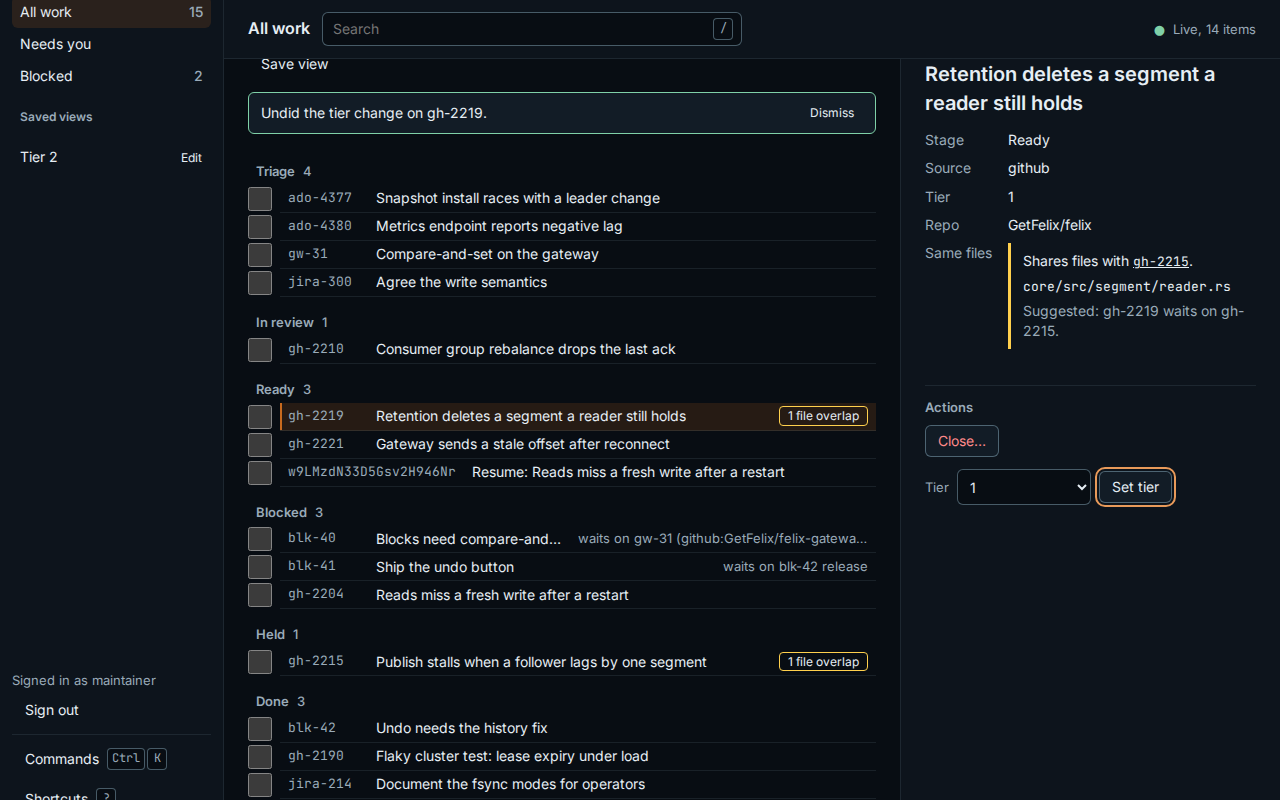 All work 15
Needs you
Blocked 2
Saved views
Tier 2 Edit
Signed in as maintainer
Sign out
Commands Ctrl K
Shortcuts ?
All work Search /
Live, 14 items
Save view
Undid the tier change on gh-2219. Dismiss
Triage 4
ado-4377 Snapshot install races with a leader change
ado-4380 Metrics endpoint reports negative lag
gw-31 Compare-and-set on the gateway
jira-300 Agree the write semantics
In review 1
gh-2210 Consumer group rebalance drops the last ack
Ready 3
gh-2219 Retention deletes a segment a reader still holds 1 file overlap
gh-2221 Gateway sends a stale offset after reconnect
w9LMzdN33D5Gsv2H946Nr Resume: Reads miss a fresh write after a restart
Blocked 3
blk-40 Blocks need compare-and... waits on gw-31 (github:GetFelix/felix-gatewa...
blk-41 Ship the undo button waits on blk-42 release
gh-2204 Reads miss a fresh write after a restart
Held 1
gh-2215 Publish stalls when a follower lags by one segment 1 file overlap
Done 3
blk-42 Undo needs the history fix
gh-2190 Flaky cluster test: lease expiry under load
jira-214 Document the fsync modes for operators
Retention deletes a segment a
reader still holds
Stage Ready
Source github
Tier 1
Repo GetFelix/felix
Same files Shares files with gh-2215.
core/src/segment/reader.rs
Suggested: gh-2219 waits on gh-
2215.
Actions
Close...
Tier 1 Set tier